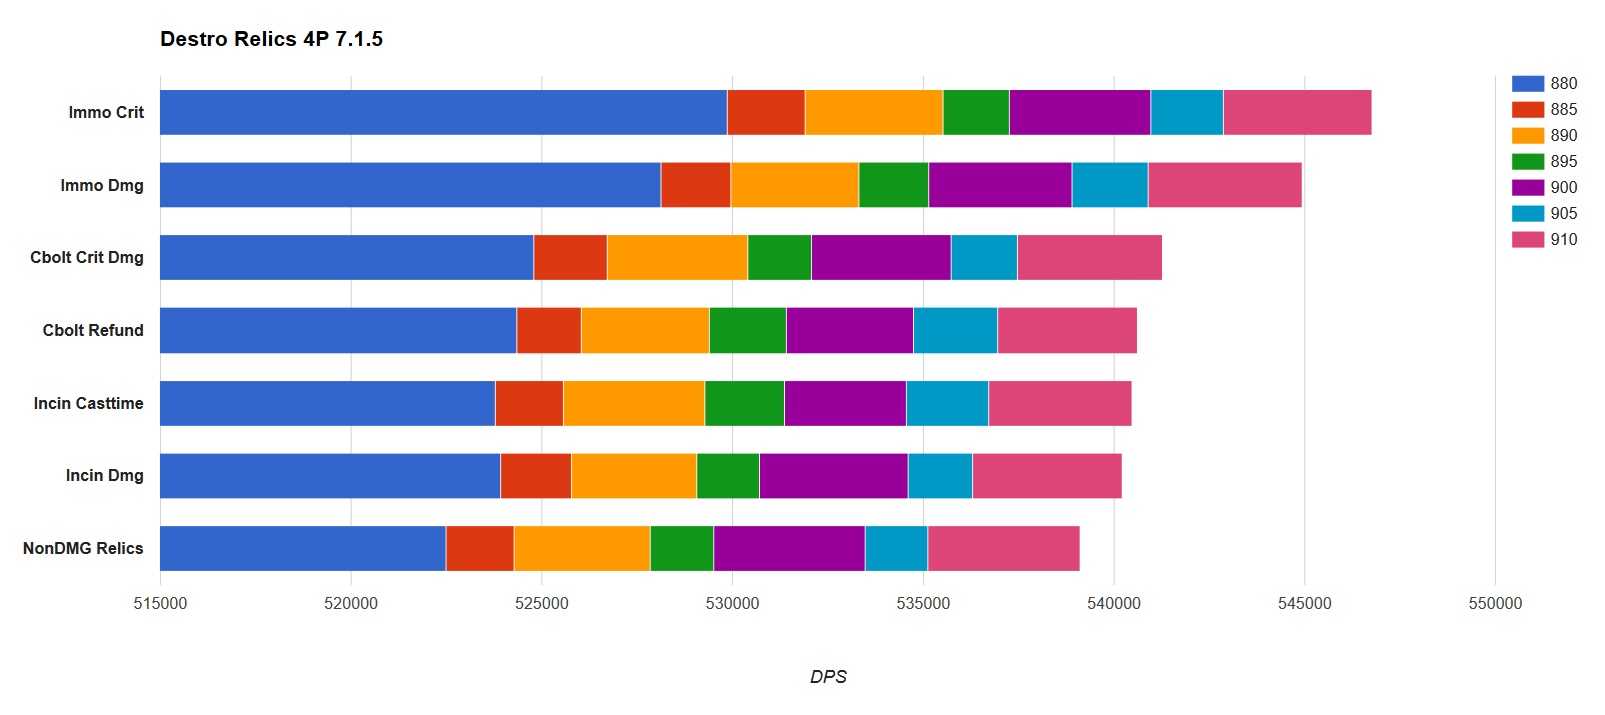 Destro Relics 4P 7.1.5
880
885
890
895
900
905
910
Immo Crit
Immo Dmg
Cbolt Crit Dmg
Cbolt Refund
Incin Casttime
Incin Dmg
NonDMG Relics
515000 520000 525000 530000 535000 540000 545000 550000
DPS